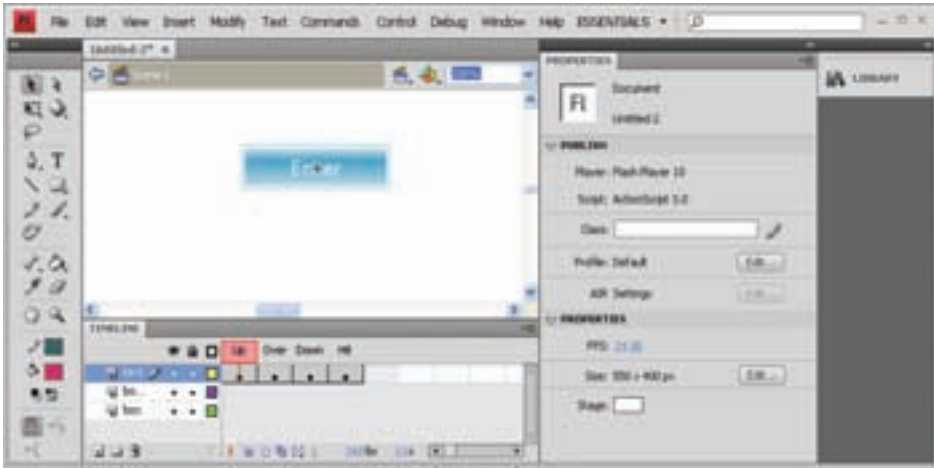 Fl File Edit View Insert Modify Text Commands Control Debug Window Help ESSENTIALS
Untitled-2*
Enter
TIMELINE
Up Over Down Hit
PROPERTIES
Fl Document
Untitled-2
PUBLISH
Player: Flash Player 10
Script: ActionScript 3.0
Class:
Profile: Default Edit...
AIR Settings Edit...
PROPERTIES
FPS: 24.00
Size: 550 x 400 px Edit...
Stage:
LIBRARY